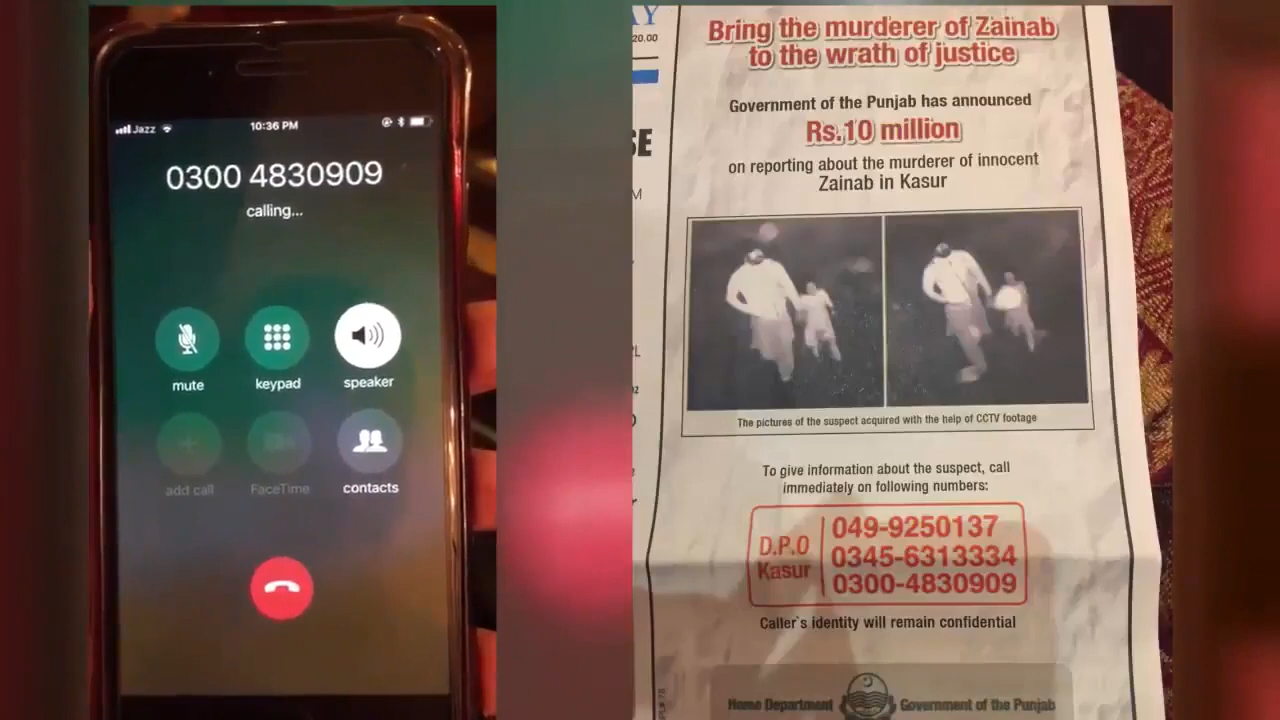 Jazz
10:36 PM
0300 4830909
calling...
mute
keypad
speaker
add call
FaceTime
contacts
AY
20.00
SE
M
Bring the murderer of Zainab
to the wrath of justice
Government of the Punjab has announced
Rs.10 million
on reporting about the murderer of innocent
Zainab in Kasur
The pictures of the suspect acquired with the help of CCTV footage
To give information about the suspect, call
immediately on following numbers:
D.P.O
Kasur
049-9250137
0345-6313334
0300-4830909
Caller`s identity will remain confidential
Home Department
Government of the Punjab